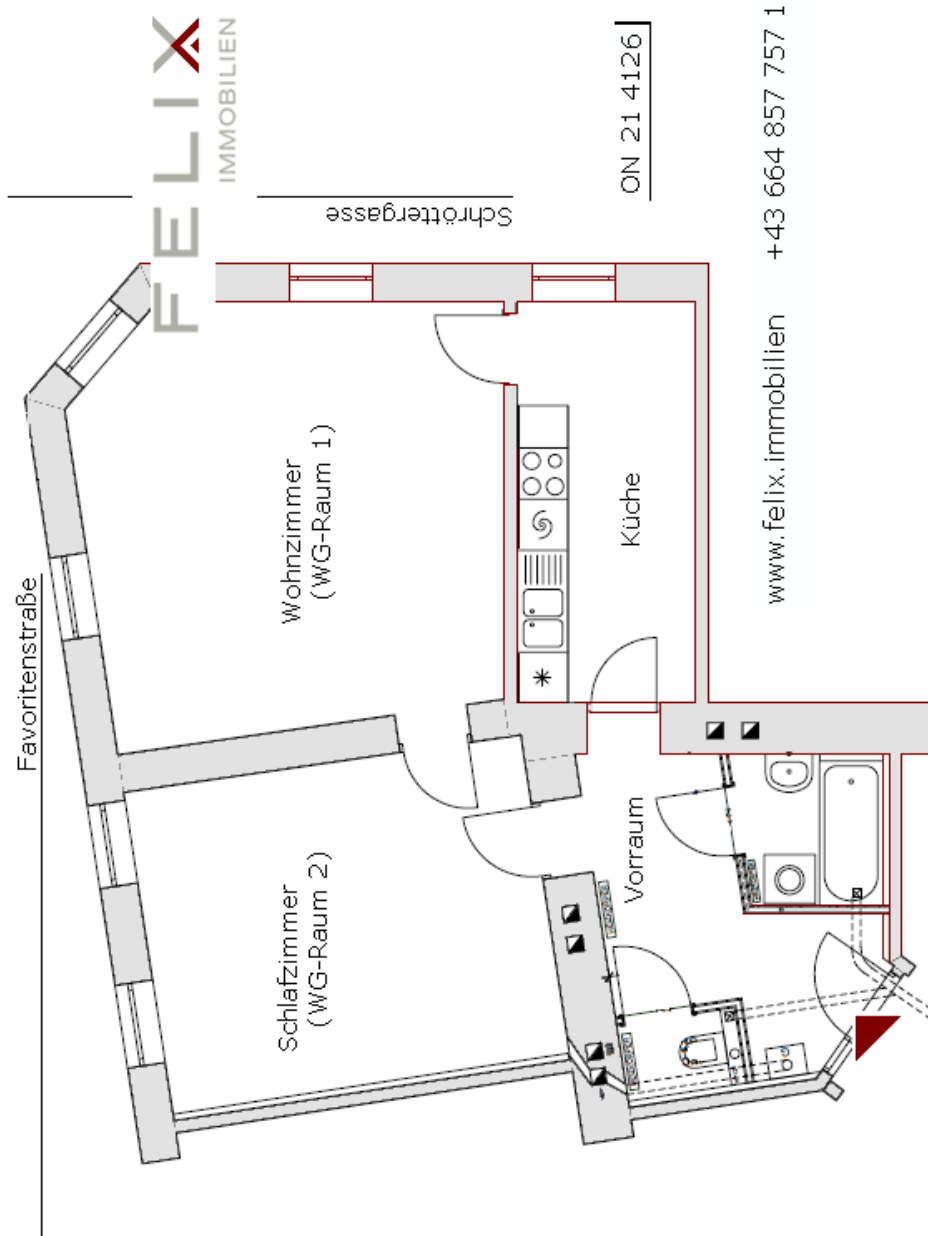 FELIX
IMMOBILIEN
Favoritenstraße
Schröttergasse
Wohnzimmer
(WG-Raum 1)
Schlafzimmer
(WG-Raum 2)
Küche
Vorraum
ON 21 4126
www.felix.immobilien +43 664 857 757 1